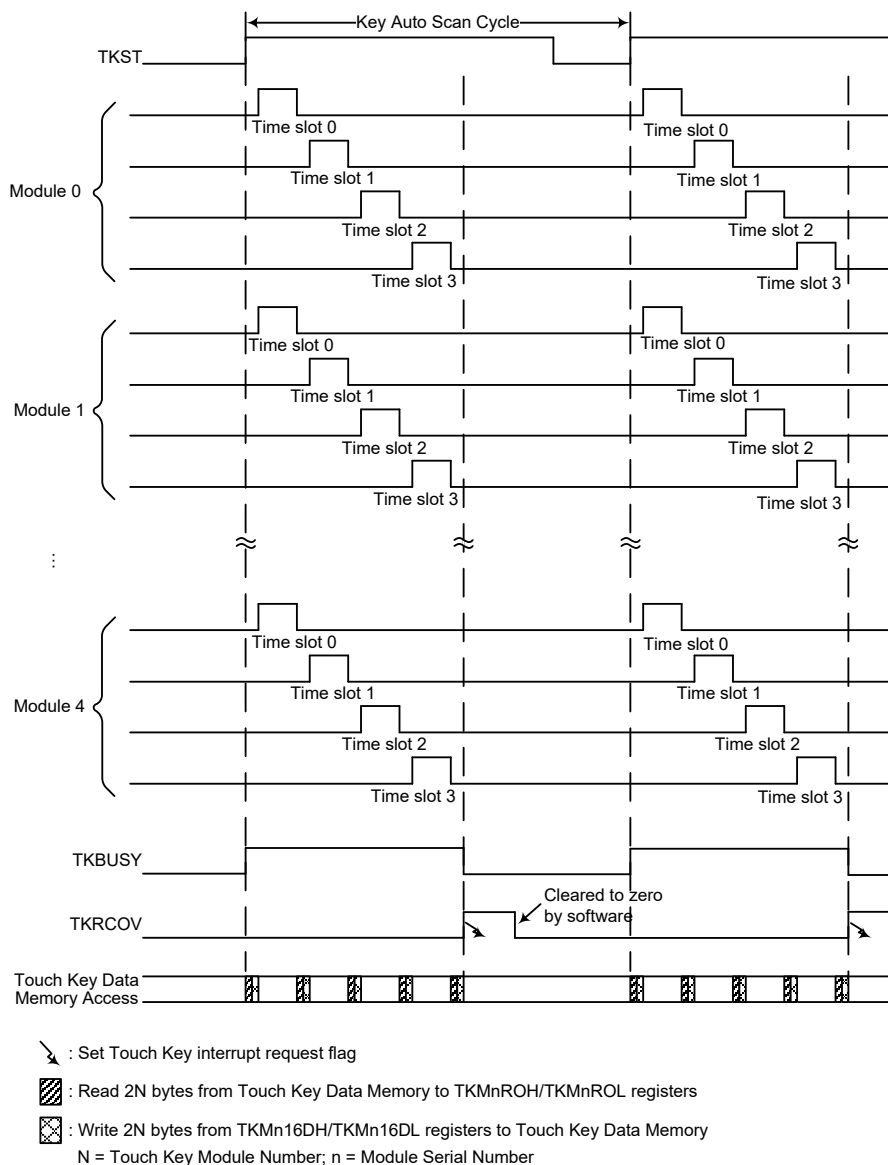 Key Auto Scan Cycle
TKST
Time slot 0
Time slot 0
Time slot 1
Time slot 1
Module 0
Time slot 2
Time slot 2
Time slot 3
Time slot 3
Time slot 0
Time slot 0
Time slot 1
Time slot 1
Module 1
Time slot 2
Time slot 2
Time slot 3
Time slot 3
...
Time slot 0
Time slot 0
Time slot 1
Time slot 1
Module 4
Time slot 2
Time slot 2
Time slot 3
Time slot 3
TKBUSY
Cleared to zero
by software
TKRCOV
Touch Key Data
Memory Access
: Set Touch Key interrupt request flag
: Read 2N bytes from Touch Key Data Memory to TKMnROH/TKMnROL registers
: Write 2N bytes from TKMn16DH/TKMn16DL registers to Touch Key Data Memory
N = Touch Key Module Number; n = Module Serial Number